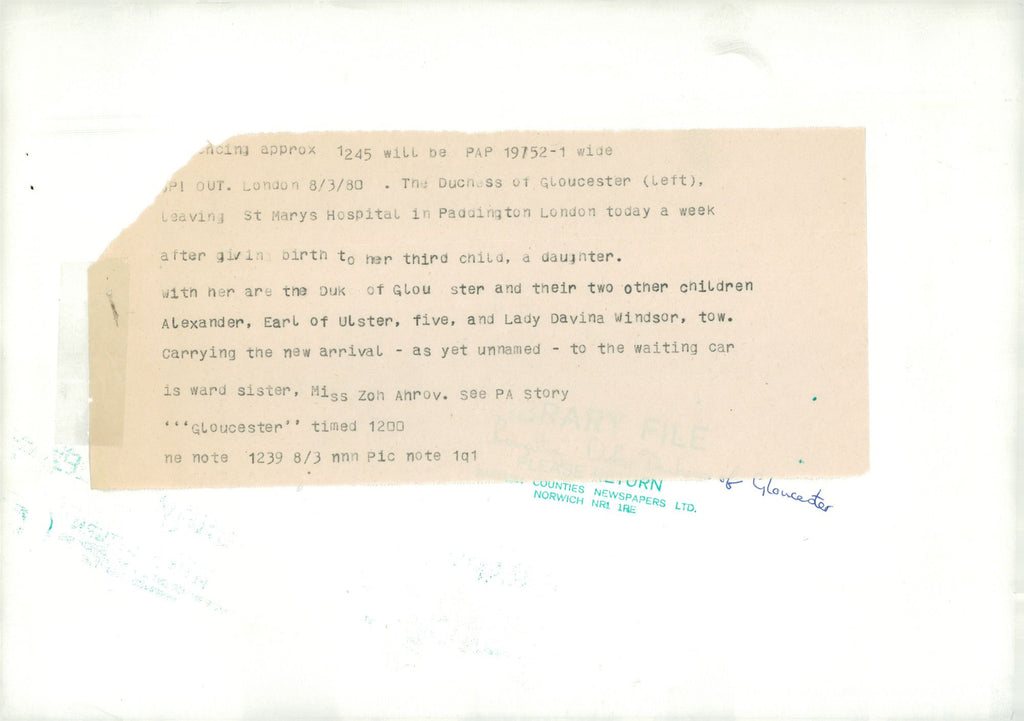 encing approx 1245 will be PAP 19752-1 wide
UPI OUT. London 8/3/80 . The Duchess of Gloucester (left),
leaving St Marys Hospital in Paddington London today a week
after giving birth to her third child, a daughter.
with her are the Duk of Glou ster and their two other children
Alexander, Earl of Ulster, five, and Lady Davina Windsor, tow.
Carrying the new arrival - as yet unnamed - to the waiting car
is ward sister, Miss Zoh Ahrov. see PA Story
‘‘‘Gloucester’’ timed 1200
ne note 1239 8/3 nnn Pic note 1q1
LIBRARY FILE
of Gloucester
PLEASE RETURN
COUNTIES NEWSPAPERS LTD.
NORWICH NR1 1RE